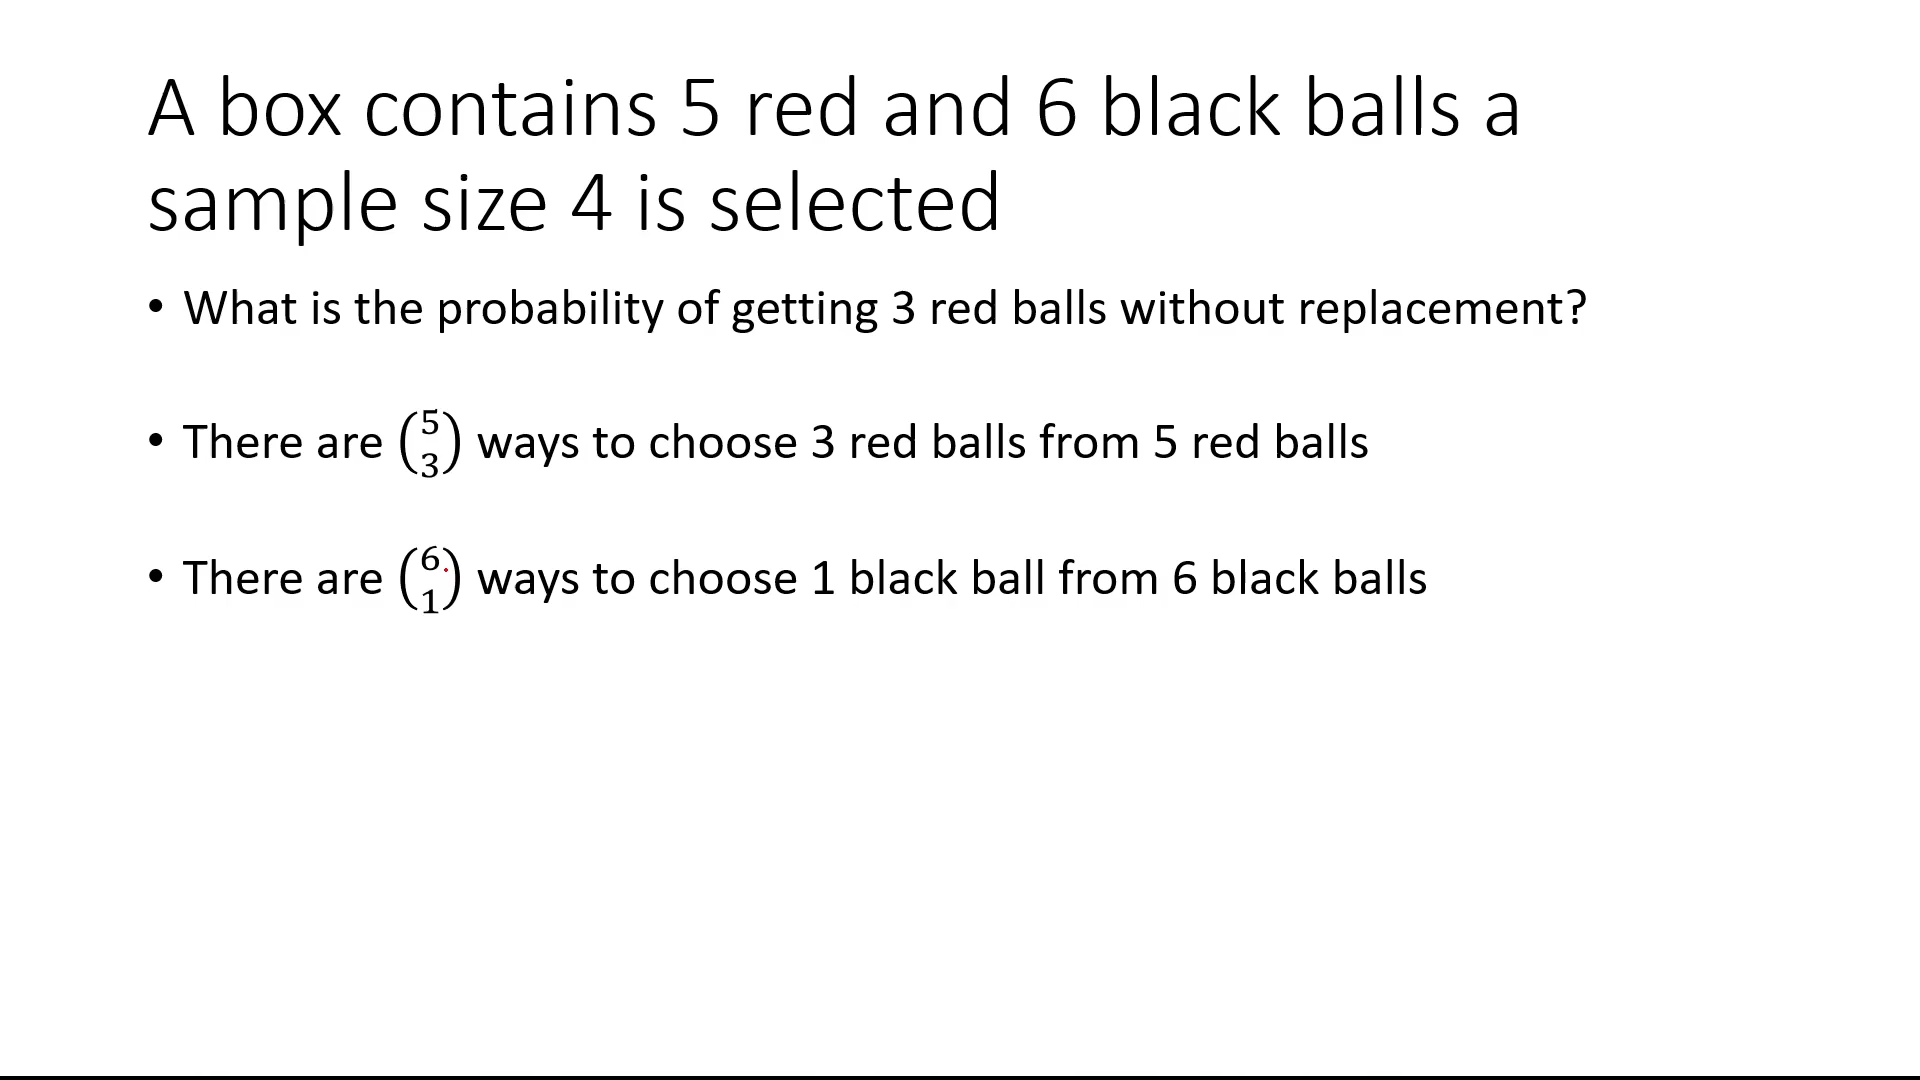 A box contains 5 red and 6 black balls a
sample size 4 is selected
• What is the probability of getting 3 red balls without replacement?
• There are (5 3) ways to choose 3 red balls from 5 red balls
• There are (6 1) ways to choose 1 black ball from 6 black balls